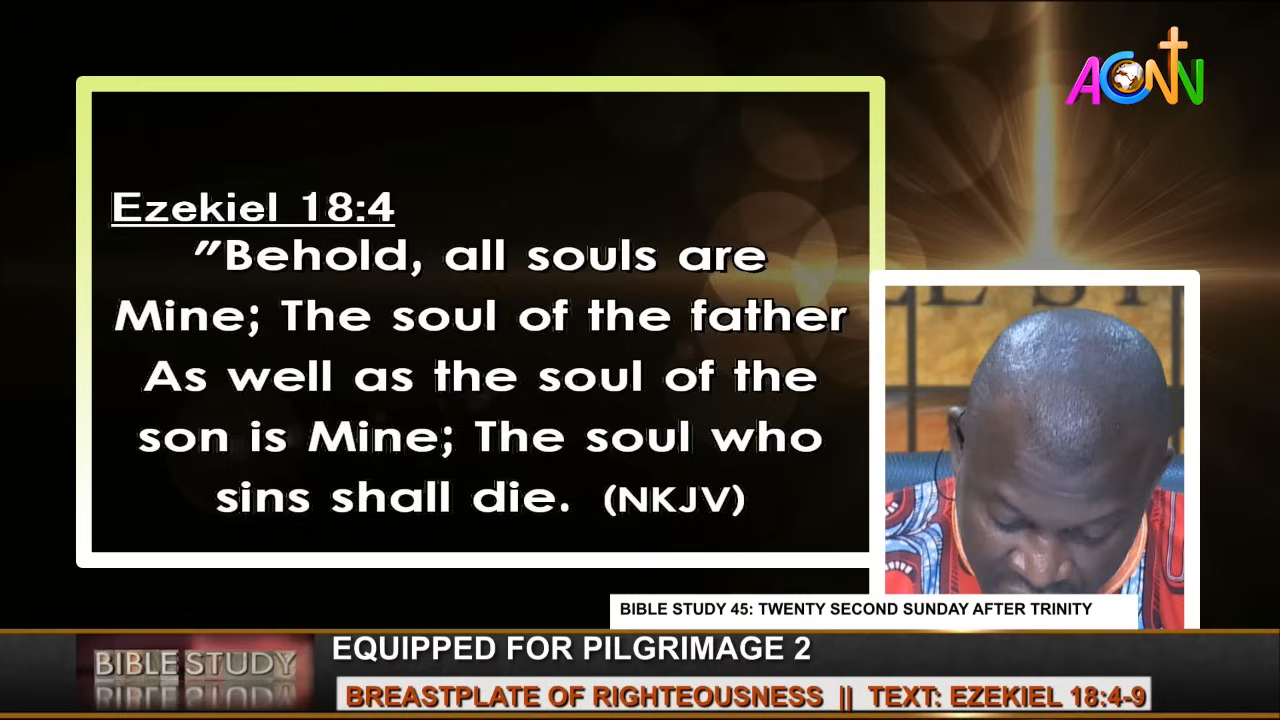 ACNN
Ezekiel 18:4
"Behold, all souls are
Mine; The soul of the father
As well as the soul of the
son is Mine; The soul who
sins shall die. (NKJV)
BIBLE STUDY 45: TWENTY SECOND SUNDAY AFTER TRINITY
BIBLE STUDY
EQUIPPED FOR PILGRIMAGE 2
BREASTPLATE OF RIGHTEOUSNESS || TEXT: EZEKIEL 18:4-9